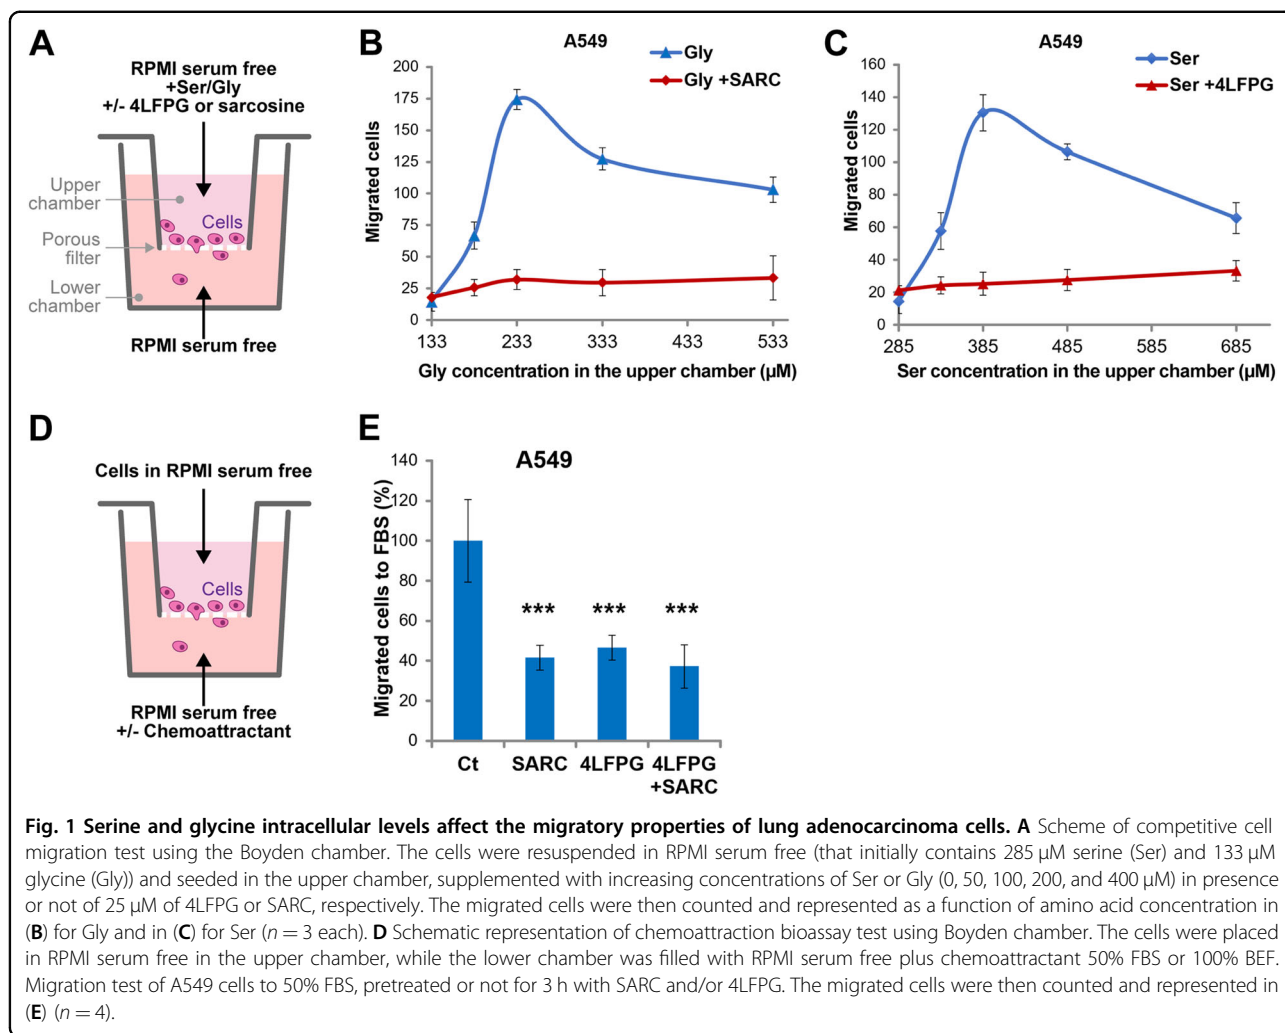 A
RPMI serum free
+Ser/Gly
+/- 4LFPG or sarcosine
Upper
chamber
Cells
Porous
filter
Lower
chamber
RPMI serum free
B
A549
Gly
Gly +SARC
Migrated cells
200
175
150
125
100
75
50
25
0
133
233
333
433
533
Gly concentration in the upper chamber (µM)
C
A549
Ser
Ser +4LFPG
Migrated cells
160
140
120
100
80
60
40
20
0
285
385
485
585
685
Ser concentration in the upper chamber (µM)
D
Cells in RPMI serum free
Cells
RPMI serum free
+/- Chemoattractant
E
A549
Migrated cells to FBS (%)
140
120
100
80
60
40
20
0
***
***
***
Ct
SARC
4LFPG
4LFPG
+SARC
Fig. 1 Serine and glycine intracellular levels affect the migratory properties of lung adenocarcinoma cells. A Scheme of competitive cell
migration test using the Boyden chamber. The cells were resuspended in RPMI serum free (that initially contains 285 µM serine (Ser) and 133 µM
glycine (Gly)) and seeded in the upper chamber, supplemented with increasing concentrations of Ser or Gly (0, 50, 100, 200, and 400 µM) in presence
or not of 25 µM of 4LFPG or SARC, respectively. The migrated cells were then counted and represented as a function of amino acid concentration in
(B) for Gly and in (C) for Ser (n = 3 each). D Schematic representation of chemoattraction bioassay test using Boyden chamber. The cells were placed
in RPMI serum free in the upper chamber, while the lower chamber was filled with RPMI serum free plus chemoattractant 50% FBS or 100% BEF.
Migration test of A549 cells to 50% FBS, pretreated or not for 3 h with SARC and/or 4LFPG. The migrated cells were then counted and represented in
(E) (n = 4).